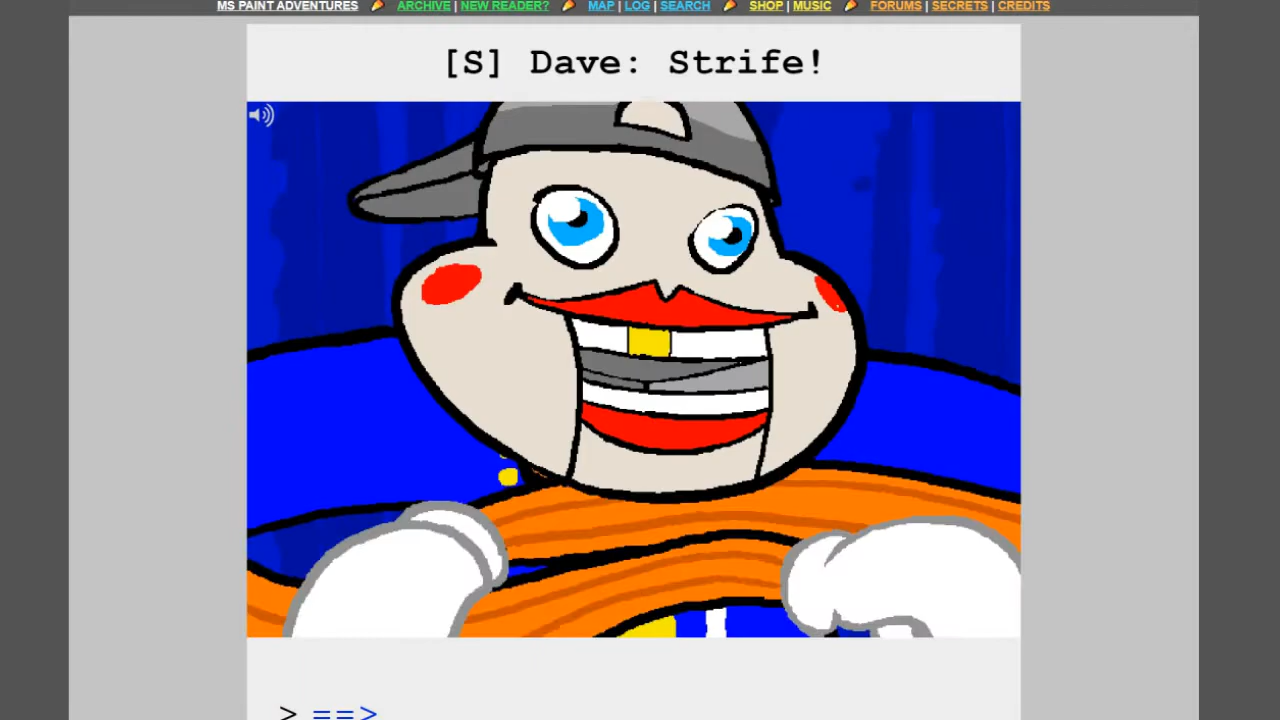 MS PAINT ADVENTURES ARCHIVE | NEW READER? MAP | LOG | SEARCH SHOP | MUSIC FORUMS | SECRETS | CREDITS
[S] Dave: Strife!
> ==>